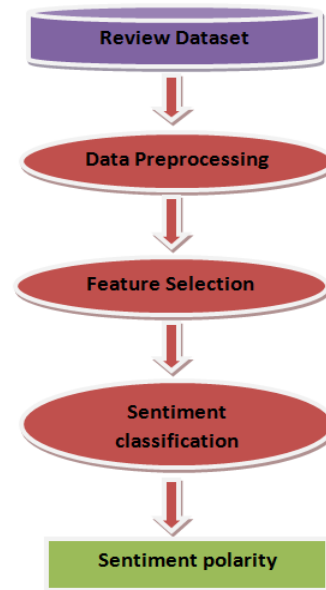 Review Dataset
Data Preprocessing
Feature Selection
Sentiment
classification
Sentiment polarity